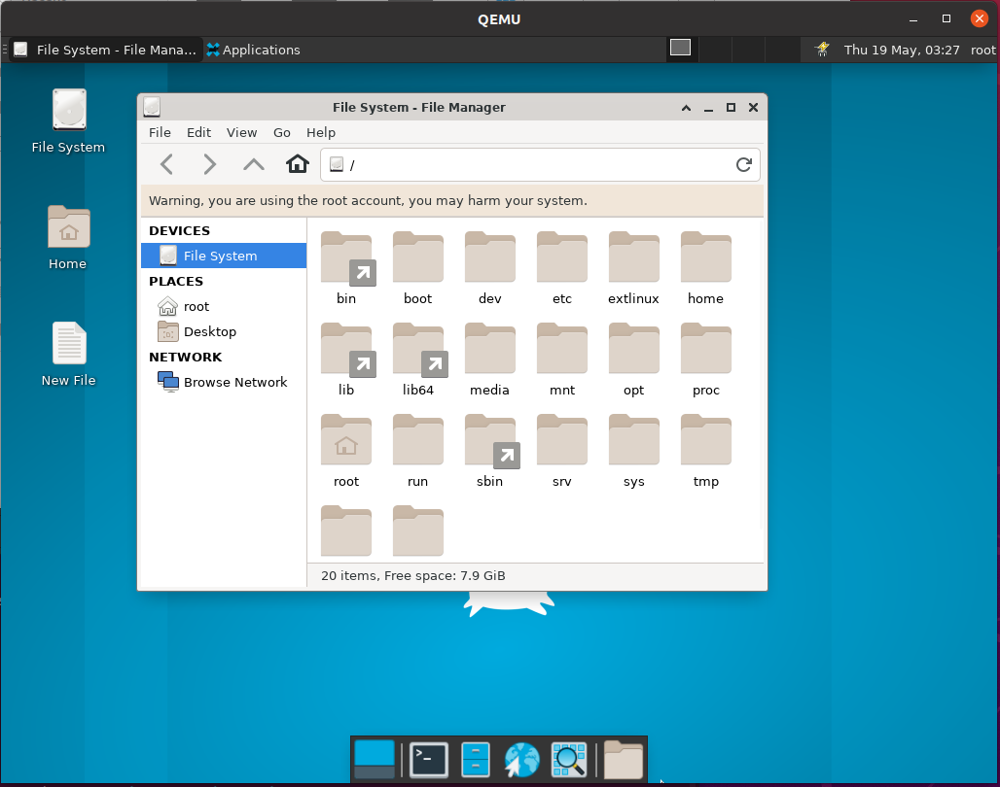 QEMU
File System - File Mana...
Applications
Thu 19 May, 03:27
root
File System
Home
New File
File System - File Manager
File Edit View Go Help
/
Warning, you are using the root account, you may harm your system.
DEVICES
File System
PLACES
root
Desktop
NETWORK
Browse Network
bin boot dev etc extlinux home
lib lib64 media mnt opt proc
root run sbin srv sys tmp
20 items, Free space: 7.9 GiB
>_